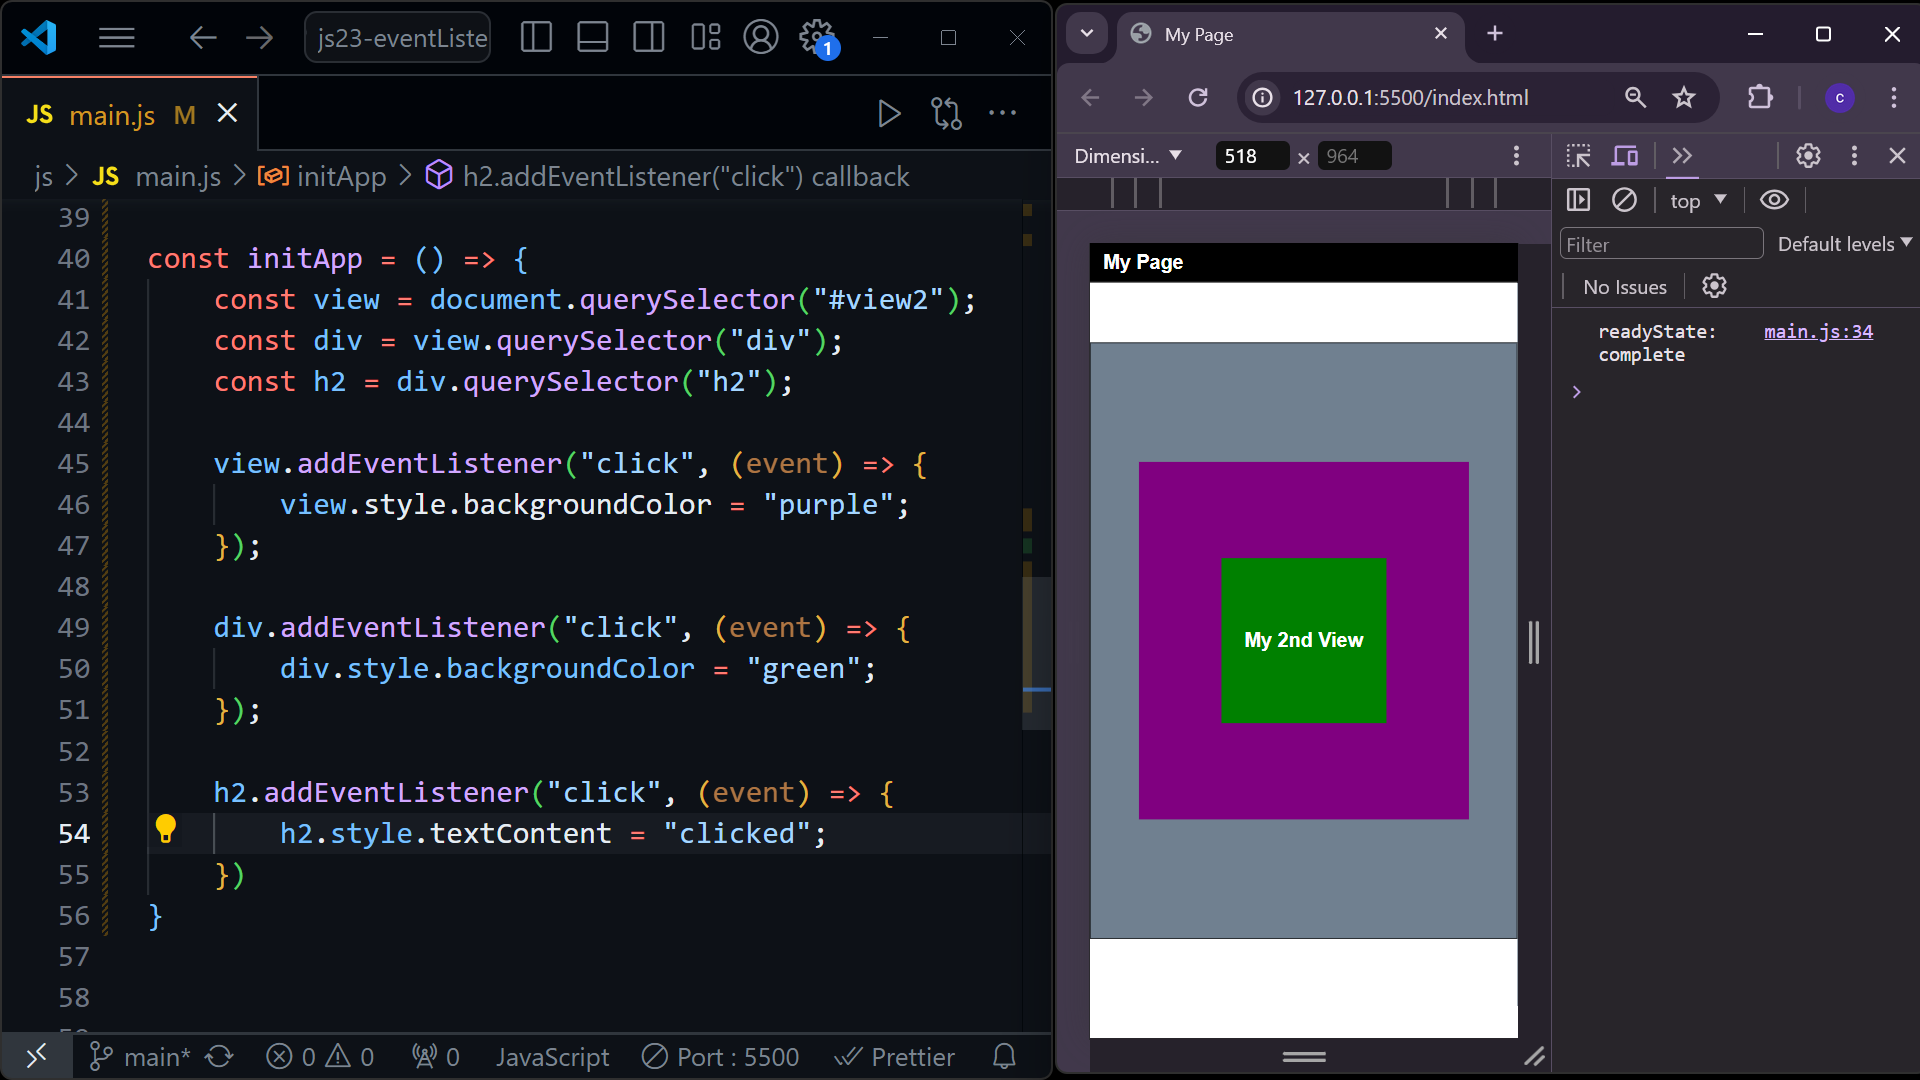 js23-eventListe
1
JS main.js M
js > JS main.js > initApp > h2.addEventListener("click") callback
39
40 const initApp = () => {
41 const view = document.querySelector("#view2");
42 const div = view.querySelector("div");
43 const h2 = div.querySelector("h2");
44
45 view.addEventListener("click", (event) => {
46 view.style.backgroundColor = "purple";
47 });
48
49 div.addEventListener("click", (event) => {
50 div.style.backgroundColor = "green";
51 });
52
53 h2.addEventListener("click", (event) => {
54 h2.style.textContent = "clicked";
55 })
56 }
57
58
main* 0 0 0 JavaScript Port : 5500 Prettier
My Page
127.0.0.1:5500/index.html
c
Dimensi... 518 × 964
top
Filter
Default levels
No Issues
readyState: main.js:34
complete
My Page
My 2nd View